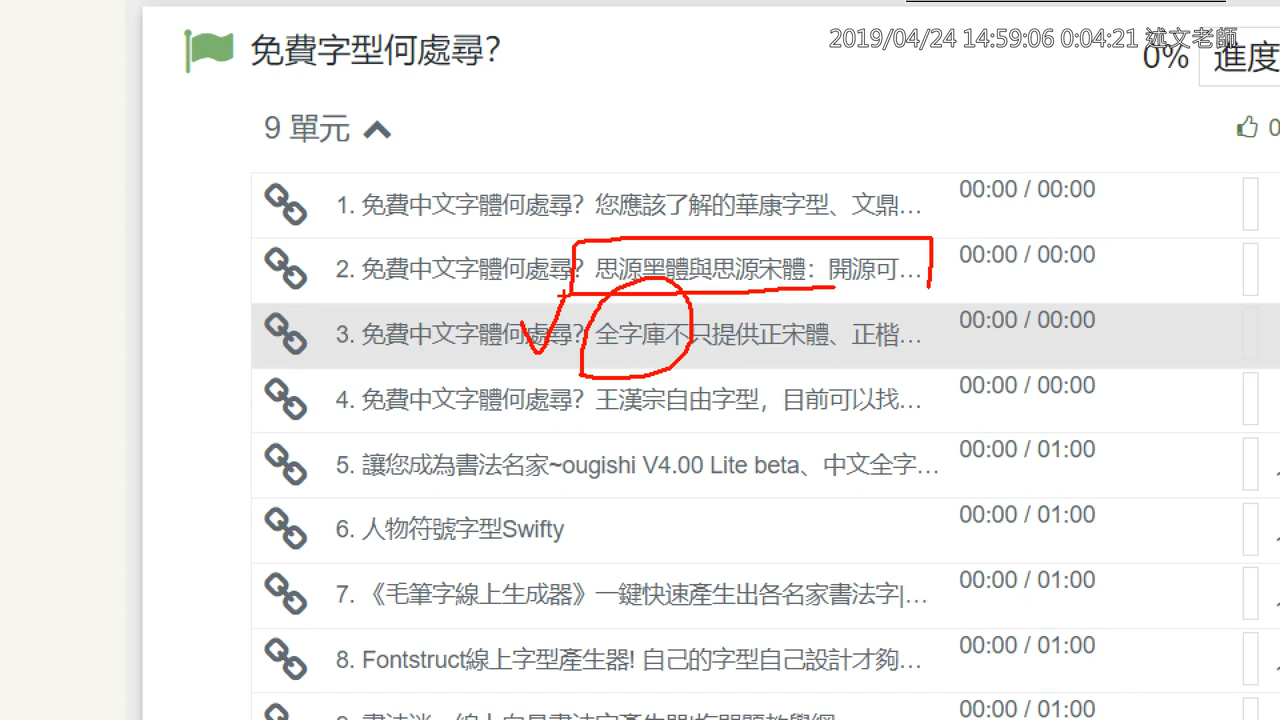 免費字型何處尋?
2019/04/24 14:59:06 0:04:21 述文老師
0% 進度
9 單元
0
1. 免費中文字體何處尋? 您應該了解的華康字型、文鼎… 00:00 / 00:00
2. 免費中文字體何處尋? 思源黑體與思源宋體：開源可… 00:00 / 00:00
3. 免費中文字體何處尋? 全字庫不只提供正宋體、正楷… 00:00 / 00:00
4. 免費中文字體何處尋? 王漢宗自由字型，目前可以找… 00:00 / 00:00
5. 讓您成為書法名家~ougishi V4.00 Lite beta、中文全字… 00:00 / 01:00
6. 人物符號字型Swifty 00:00 / 01:00
7. 《毛筆字線上生成器》一鍵快速產生出各名家書法字|… 00:00 / 01:00
8. Fontstruct線上字型產生器! 自己的字型自己設計才夠… 00:00 / 01:00
00:00 / 01:00